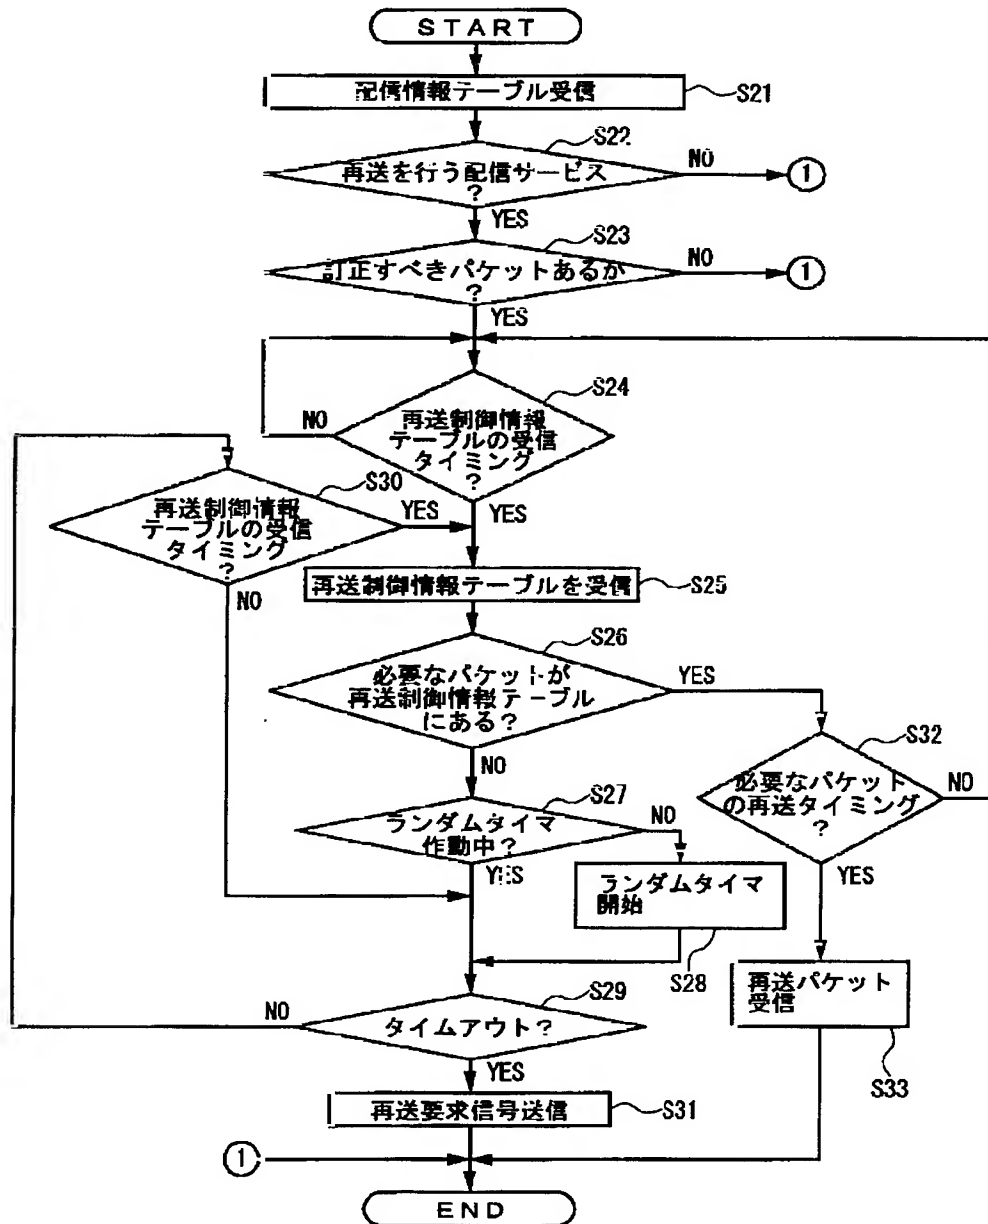 START
配信情報テーブル受信
S21
S22
再送を行う配信サービス
?
NO
①
YES
S23
訂正すべきパケットあるか
?
NO
①
YES
S24
再送制御情報
テーブルの受信
タイミング
?
NO
YES
S30
再送制御情報
テーブルの受信
タイミング
?
YES
NO
再送制御情報テーブルを受信
S25
S26
必要なパケットが
再送制御情報テーブル
にある?
YES
NO
S32
必要なパケット
の再送タイミング
?
NO
YES
S27
ランダムタイマ
作動中?
NO
YES
ランダムタイマ
開始
S28
再送パケット
受信
S33
S29
タイムアウト?
NO
YES
再送要求信号送信
S31
①
END